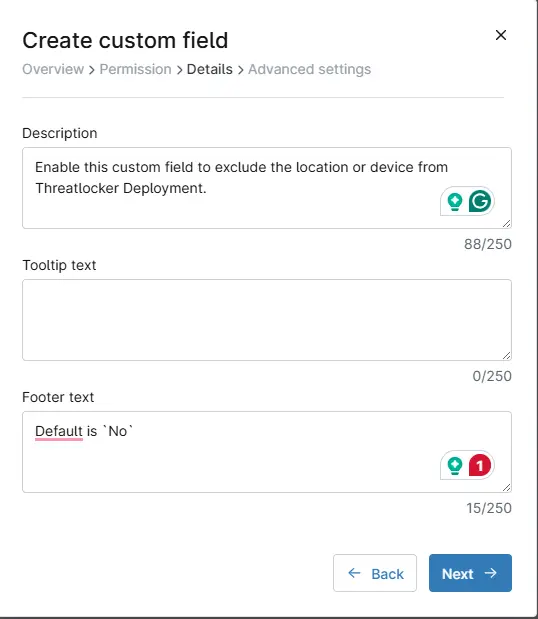 Create custom field
Overview > Permission > Details > Advanced settings
Description
Enable this custom field to exclude the location or device from
Threatlocker Deployment.
88/250
Tooltip text
0/250
Footer text
Default is `No`
1
15/250
← Back
Next →